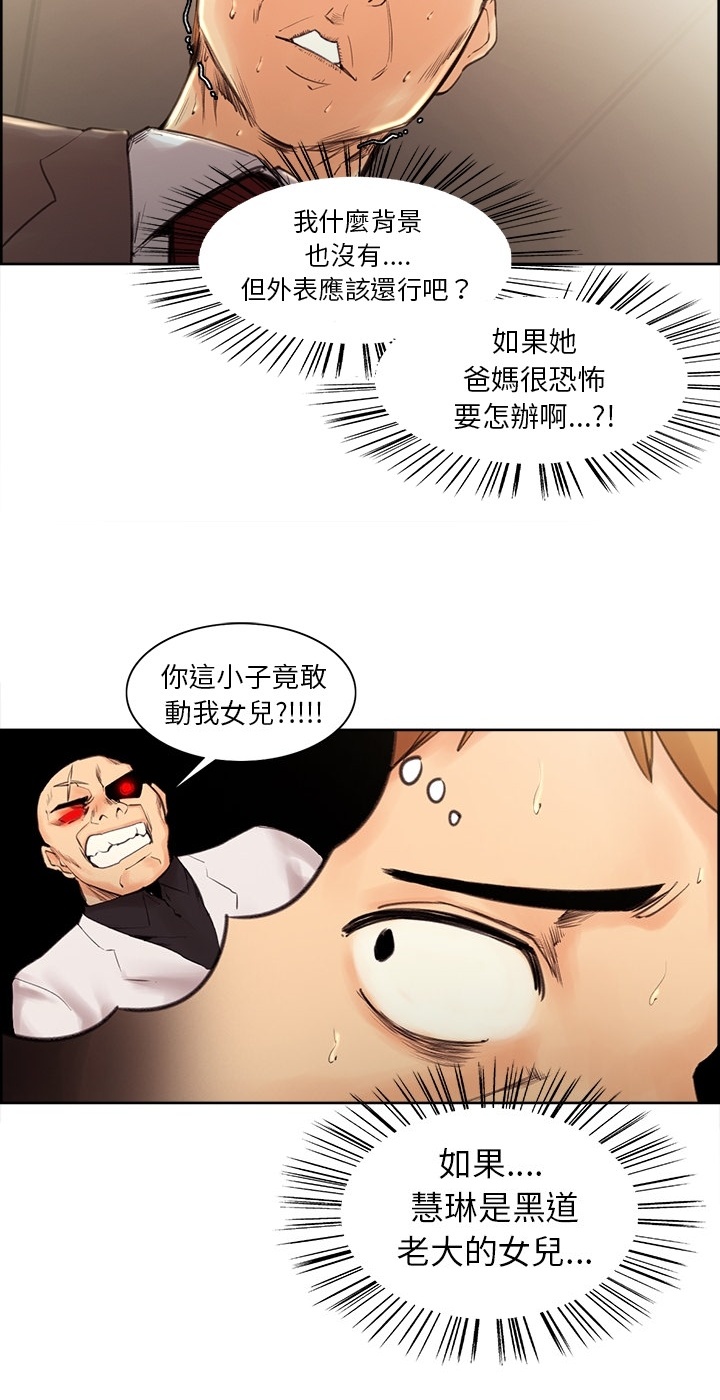 我什麼背景
也沒有....
但外表應該還行吧？
如果她
爸媽很恐怖
要怎辦啊...?!
你這小子竟敢
動我女兒?!!!!
如果....
慧琳是黑道
老大的女兒...